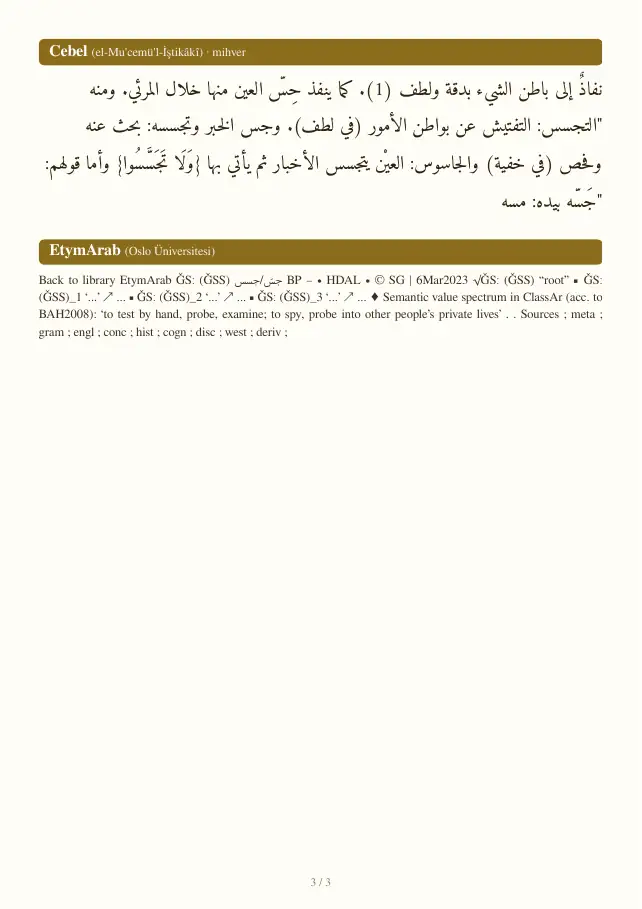 Cebel (el-Mu'cemü'l-İştikâkî) · mihver
نفاذٌ إلى باطن الشيء بدقة ولطف (1). كما ينفذ حِسّ العين منها خلال المرئي. ومنه
"التجسس: التفتيش عن بواطن الأمور (في لطف). وجس الخبر وتجسسه: بحث عنه
وفحص (في خفية) والجاسوس: العيْن يتجسس الأخبار ثم يأتي بها {وَلَا تَجَسَّسُوا} وأما قولهم:
"جَسّه بيده: مسه
EtymArab (Oslo Üniversitesi)
Back to library EtymArab ǦS: (ǦSS) جسّ/جسس BP – • HDAL • © SG | 6Mar2023 √ǦS: (ǦSS) “root” ▪ ǦS:
(ǦSS)_1 ‘...’ ↗ ... ▪ ǦS: (ǦSS)_2 ‘...’ ↗ ... ▪ ǦS: (ǦSS)_3 ‘...’ ↗ ... ♦ Semantic value spectrum in ClassAr (acc. to
BAH2008): ‘to test by hand, probe, examine; to spy, probe into other people’s private lives’ . . Sources ; meta ;
gram ; engl ; conc ; hist ; cogn ; disc ; west ; deriv ;
3 / 3